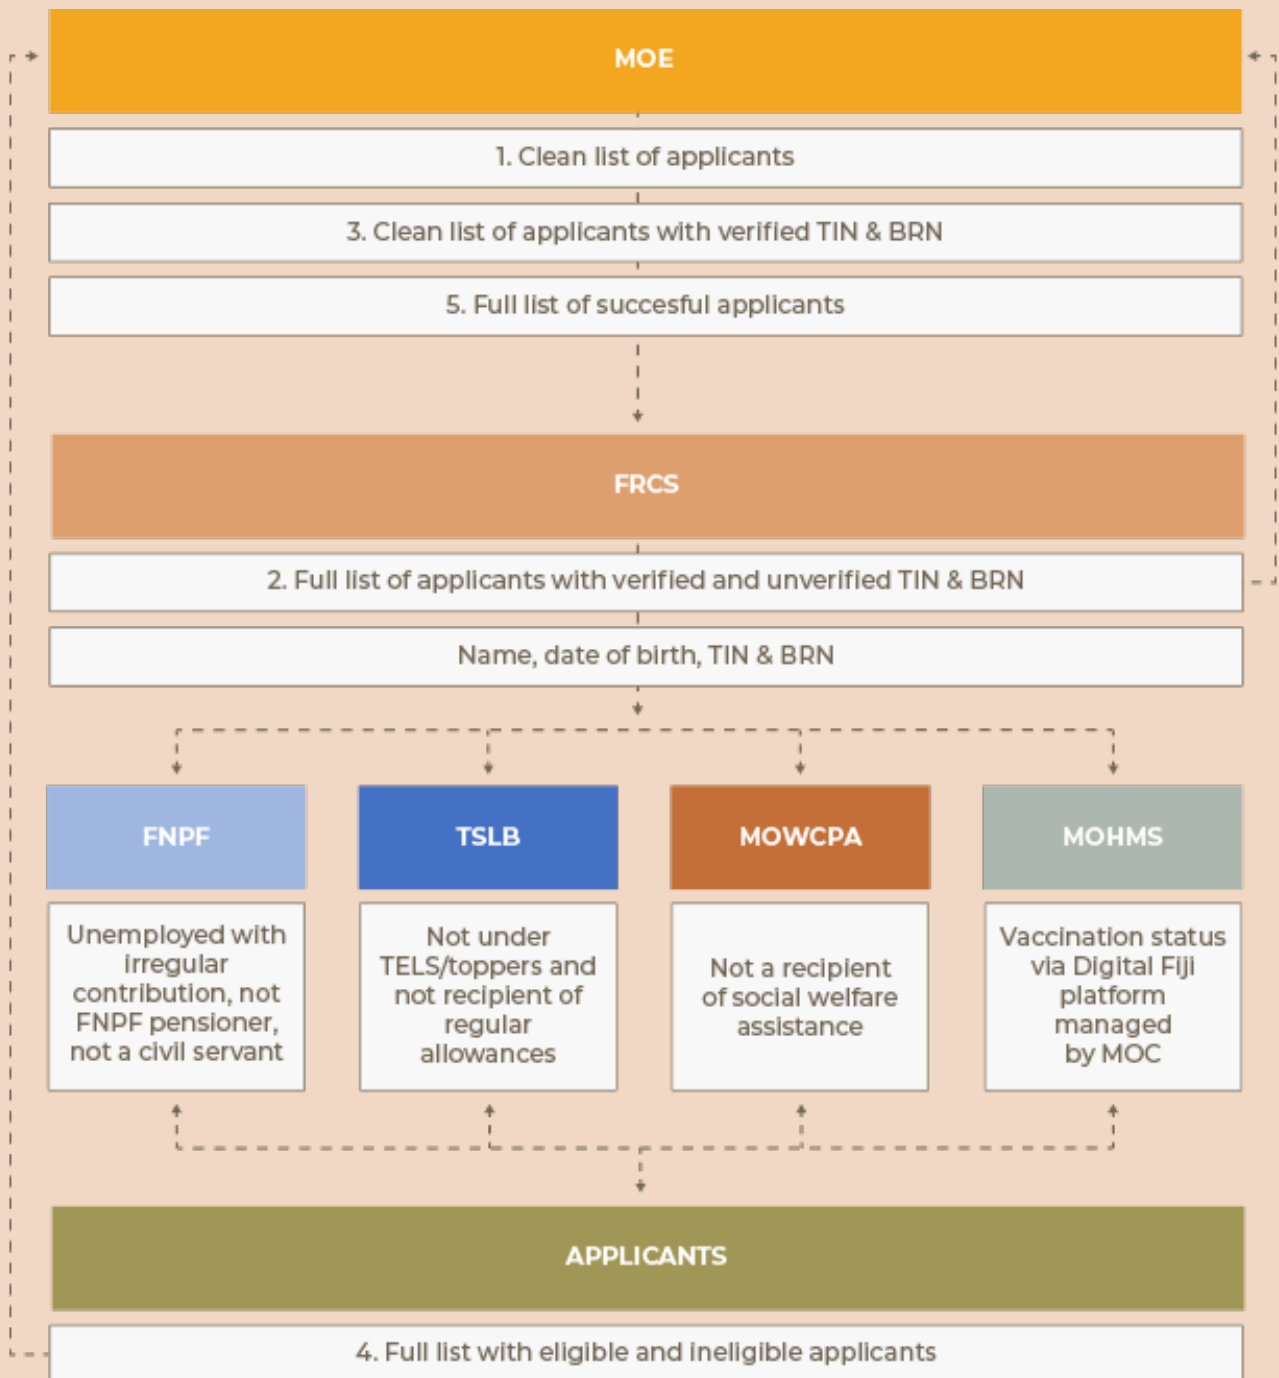 MOE
1. Clean list of applicants
3. Clean list of applicants with verified TIN & BRN
5. Full list of succesful applicants
FRCS
2. Full list of applicants with verified and unverified TIN & BRN
Name, date of birth, TIN & BRN
FNPF
Unemployed with
irregular
contribution, not
FNPF pensioner,
not a civil servant
TSLB
Not under
TELS/toppers and
not recipient of
regular
allowances
MOWCPA
Not a recipient
of social welfare
assistance
MOHMS
Vaccination status
via Digital Fiji
platform
managed
by MOC
APPLICANTS
4. Full list with eligible and ineligible applicants